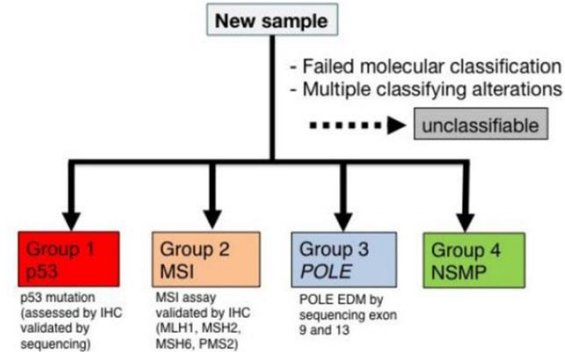 New sample
- Failed molecular classification
- Multiple classifying alterations
unclassifiable
Group 1
p53
Group 2
MSI
Group 3
POLE
Group 4
NSMP
p53 mutation
(assessed by IHC
validated by
sequencing)
MSI assay
validated by IHC
(MLH1, MSH2,
MSH6, PMS2)
POLE EDM by
sequencing exon
9 and 13